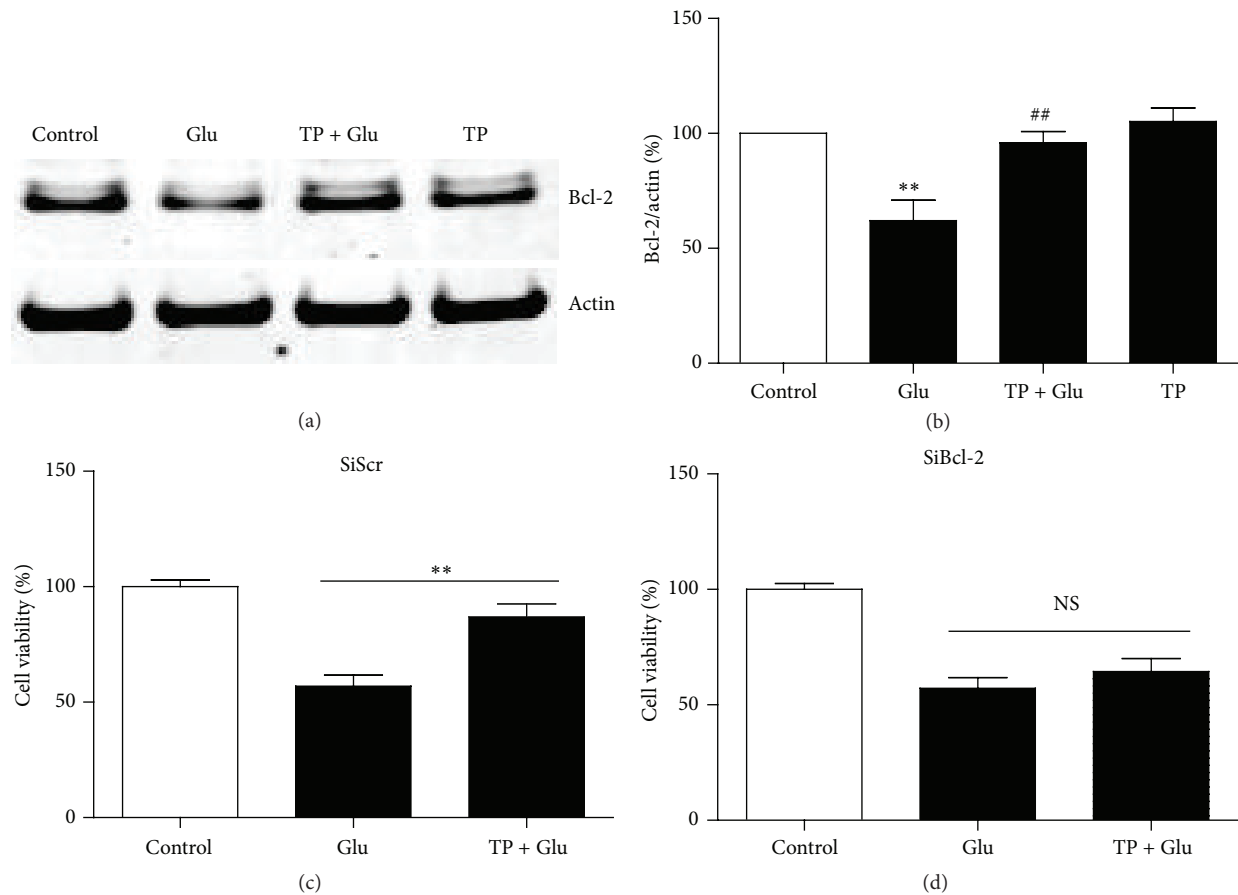 Control Glu TP + Glu TP
Bcl-2
Actin
(a)
150
100
50
0
Bcl-2/actin (%)
**
##
Control Glu TP + Glu TP
(b)
SiScr
150
100
50
0
Cell viability (%)
**
Control Glu TP + Glu
(c)
SiBcl-2
150
100
50
0
Cell viability (%)
NS
Control Glu TP + Glu
(d)